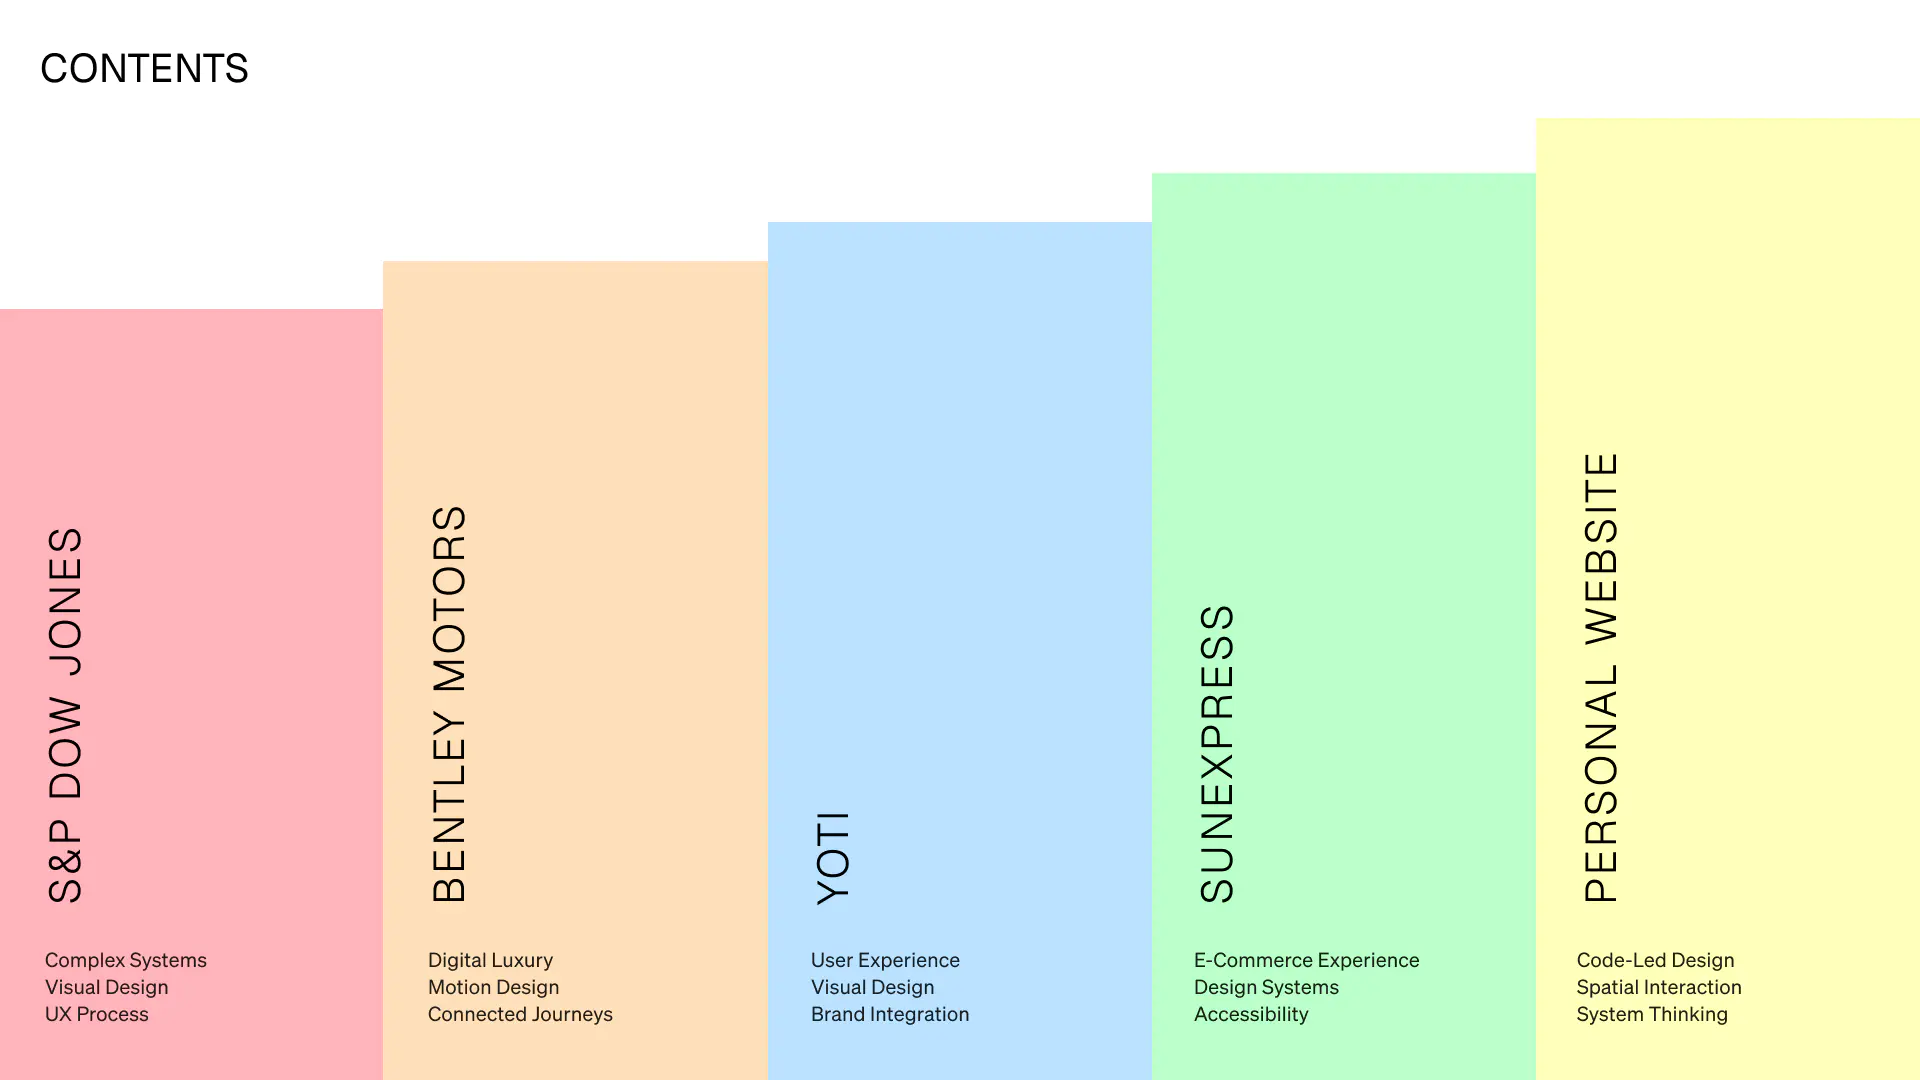 CONTENTS
S&P DOW JONES
Complex Systems
Visual Design
UX Process
BENTLEY MOTORS
Digital Luxury
Motion Design
Connected Journeys
YOTI
User Experience
Visual Design
Brand Integration
SUNEXPRESS
E-Commerce Experience
Design Systems
Accessibility
PERSONAL WEBSITE
Code-Led Design
Spatial Interaction
System Thinking